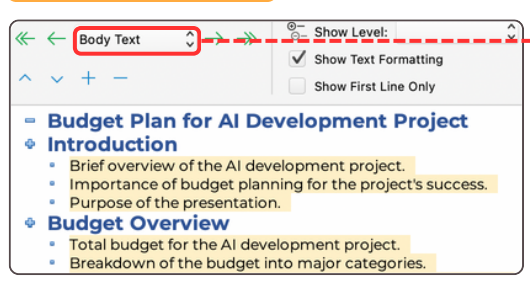 Body Text
Show Level:
Show Text Formatting
Show First Line Only
Budget Plan for AI Development Project
Introduction
Brief overview of the AI development project.
Importance of budget planning for the project's success.
Purpose of the presentation.
Budget Overview
Total budget for the AI development project.
Breakdown of the budget into major categories.